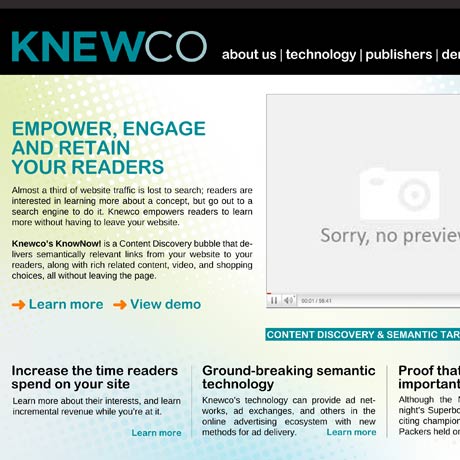 KNEWCO
about us | technology | publishers |
EMPOWER, ENGAGE
AND RETAIN
YOUR READERS
Almost a third of website traffic is lost to search; readers are
interested in learning more about a concept, but go out to a
search engine to do it. Knewco empowers readers to learn
more without having to leave your website.
Knewco's KnowNow! is a Content Discovery bubble that de-
livers semantically relevant links from your website to your
readers, along with rich related content, video, and shopping
choices, all without leaving the page.
Learn more View demo
Sorry, no preview
00:01 / 58:41
CONTENT DISCOVERY & SEMANTIC TAR
Increase the time readers
spend on your site
Learn more about their interests, and learn
incremental revenue while you're at it.
Learn more
Ground-breaking semantic
technology
Knewco's technology can provide ad net-
works, ad exchanges, and others in the
online advertising ecosystem with new
methods for ad delivery. Learn more
Proof that
important
Although the
night's Superbo
citing champion
Packers held o